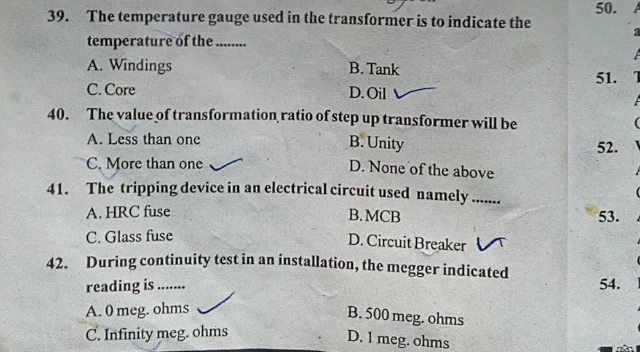 39. The temperature gauge used in the transformer is to indicate the
temperature of the ........
A. Windings B. Tank
C. Core D. Oil
40. The value of transformation ratio of step up transformer will be
A. Less than one B. Unity
C. More than one D. None of the above
41. The tripping device in an electrical circuit used namely .......
A. HRC fuse B. MCB
C. Glass fuse D. Circuit Breaker
42. During continuity test in an installation, the megger indicated
reading is .......
A. 0 meg. ohms B. 500 meg. ohms
C. Infinity meg. ohms D. 1 meg. ohms
50.
51.
52.
53.
54.